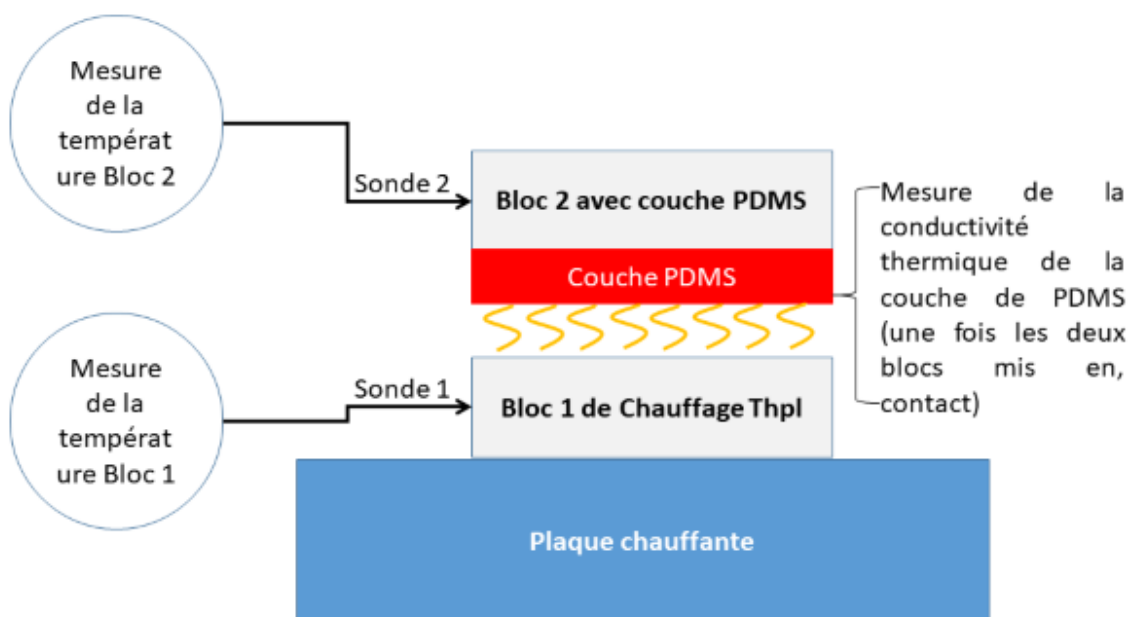 Mesure
de la
températ
ure Bloc 2
Sonde 2
Bloc 2 avec couche PDMS
Couche PDMS
Mesure de la
conductivité
thermique de la
couche de PDMS
(une fois les deux
blocs mis en,
contact)
Mesure
de la
températ
ure Bloc 1
Sonde 1
Bloc 1 de Chauffage Thpl
Plaque chauffante